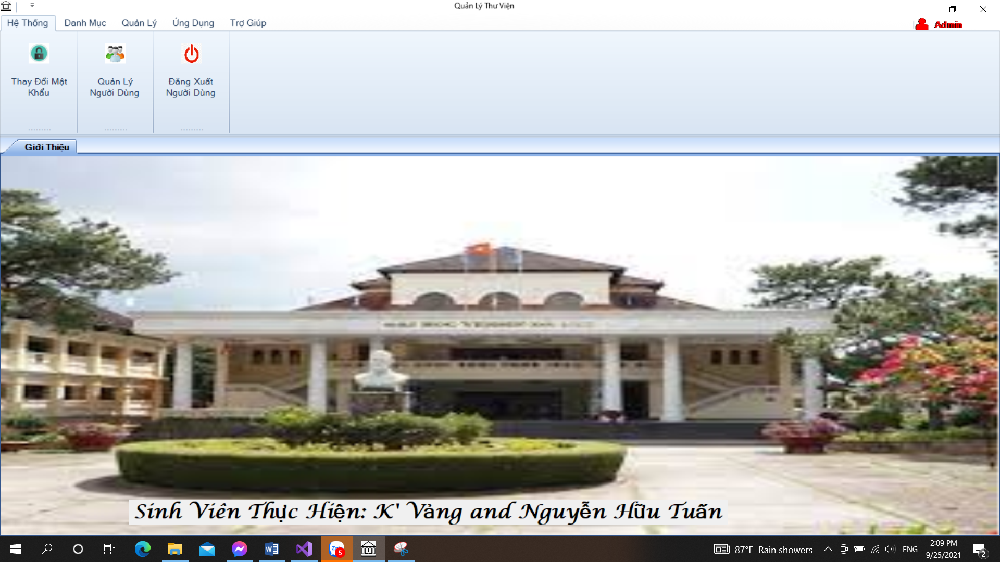 Quản Lý Thư Viện
Hệ Thống Danh Mục Quản Lý Ứng Dụng Trợ Giúp
Admin
Thay Đổi Mật
Khẩu
Quản Lý
Người Dùng
Đăng Xuất
Người Dùng
Giới Thiệu
Sinh Viên Thực Hiện: K' Vảng and Nguyễn Hữu Tuấn
5
87°F Rain showers
ENG
2:09 PM
9/25/2021
2